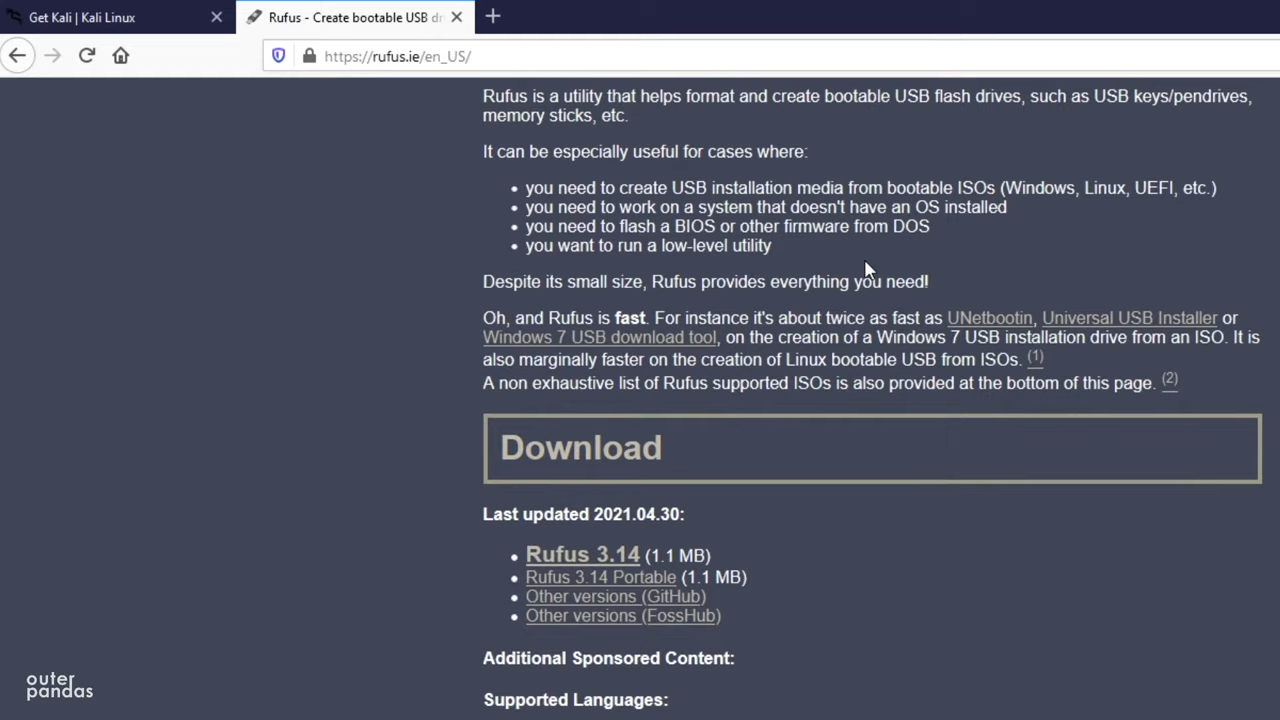 Get Kali | Kali Linux
Rufus - Create bootable USB dr
https://rufus.ie/en_US/
Rufus is a utility that helps format and create bootable USB flash drives, such as USB keys/pendrives,
memory sticks, etc.
It can be especially useful for cases where:
you need to create USB installation media from bootable ISOs (Windows, Linux, UEFI, etc.)
you need to work on a system that doesn't have an OS installed
you need to flash a BIOS or other firmware from DOS
you want to run a low-level utility
Despite its small size, Rufus provides everything you need!
Oh, and Rufus is fast. For instance it's about twice as fast as UNetbootin, Universal USB Installer or
Windows 7 USB download tool, on the creation of a Windows 7 USB installation drive from an ISO. It is
also marginally faster on the creation of Linux bootable USB from ISOs. (1)
A non exhaustive list of Rufus supported ISOs is also provided at the bottom of this page. (2)
Download
Last updated 2021.04.30:
Rufus 3.14 (1.1 MB)
Rufus 3.14 Portable (1.1 MB)
Other versions (GitHub)
Other versions (FossHub)
Additional Sponsored Content:
Supported Languages:
outer
pandas